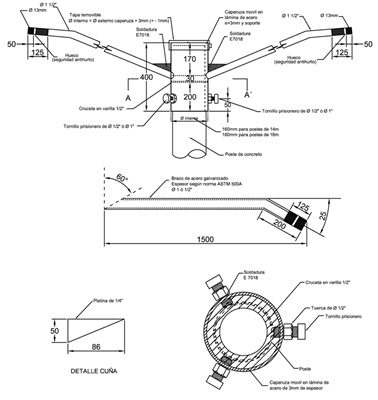 Ø 1 1/2"
Ø 13mm
Tapa removible
Ø interno = Ø externo capenuza + 3mm (+ - 1mm)
Soldadura
E7018
Capenuza movil en
lámina de acero
e=3mm y soporte
Soldadura
E7018
Ø 1 1/2"
Ø 13mm
50
125
Hueco
(seguridad antihurto)
400
170
30
200
A
A´
50
Hueco
(seguridad antihurto)
125
50
Cruceta en varilla 1/2"
Tornillo prisionero de Ø 1/2" ó Ø 1"
Ø interno
Tornillo prisionero de Ø 1/2" ó Ø 1"
160mm para postes de 14m
180mm para postes de 16m
Poste de concreto
60°
Brazo de acero galvanizado
Espesor según norma ASTM 500A
Ø 1 ó 1/2"
125
25
200
1500
Platina de 1/4"
50
86
DETALLE CUÑA
Soldadura
E 7018
Cruceta en varilla 1/2"
Tuerca de Ø 1/2"
Tornillo prisionero
Poste
Capenuza movil en lámina de
acero de 3mm de espesor